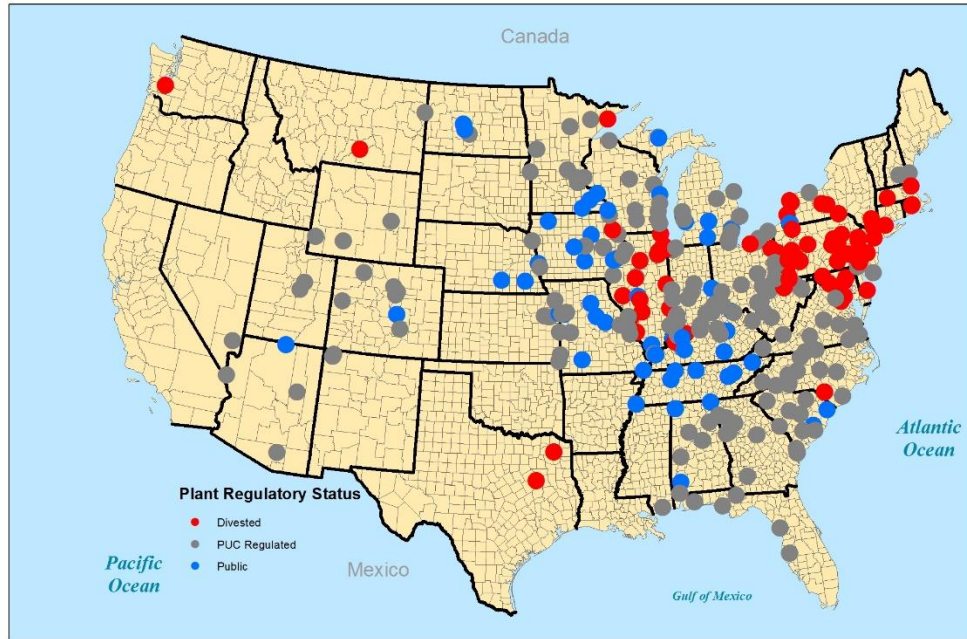 Canada
Atlantic
Ocean
Plant Regulatory Status
Divested
PUC Regulated
Public
Pacific
Ocean
Mexico
Gulf of Mexico